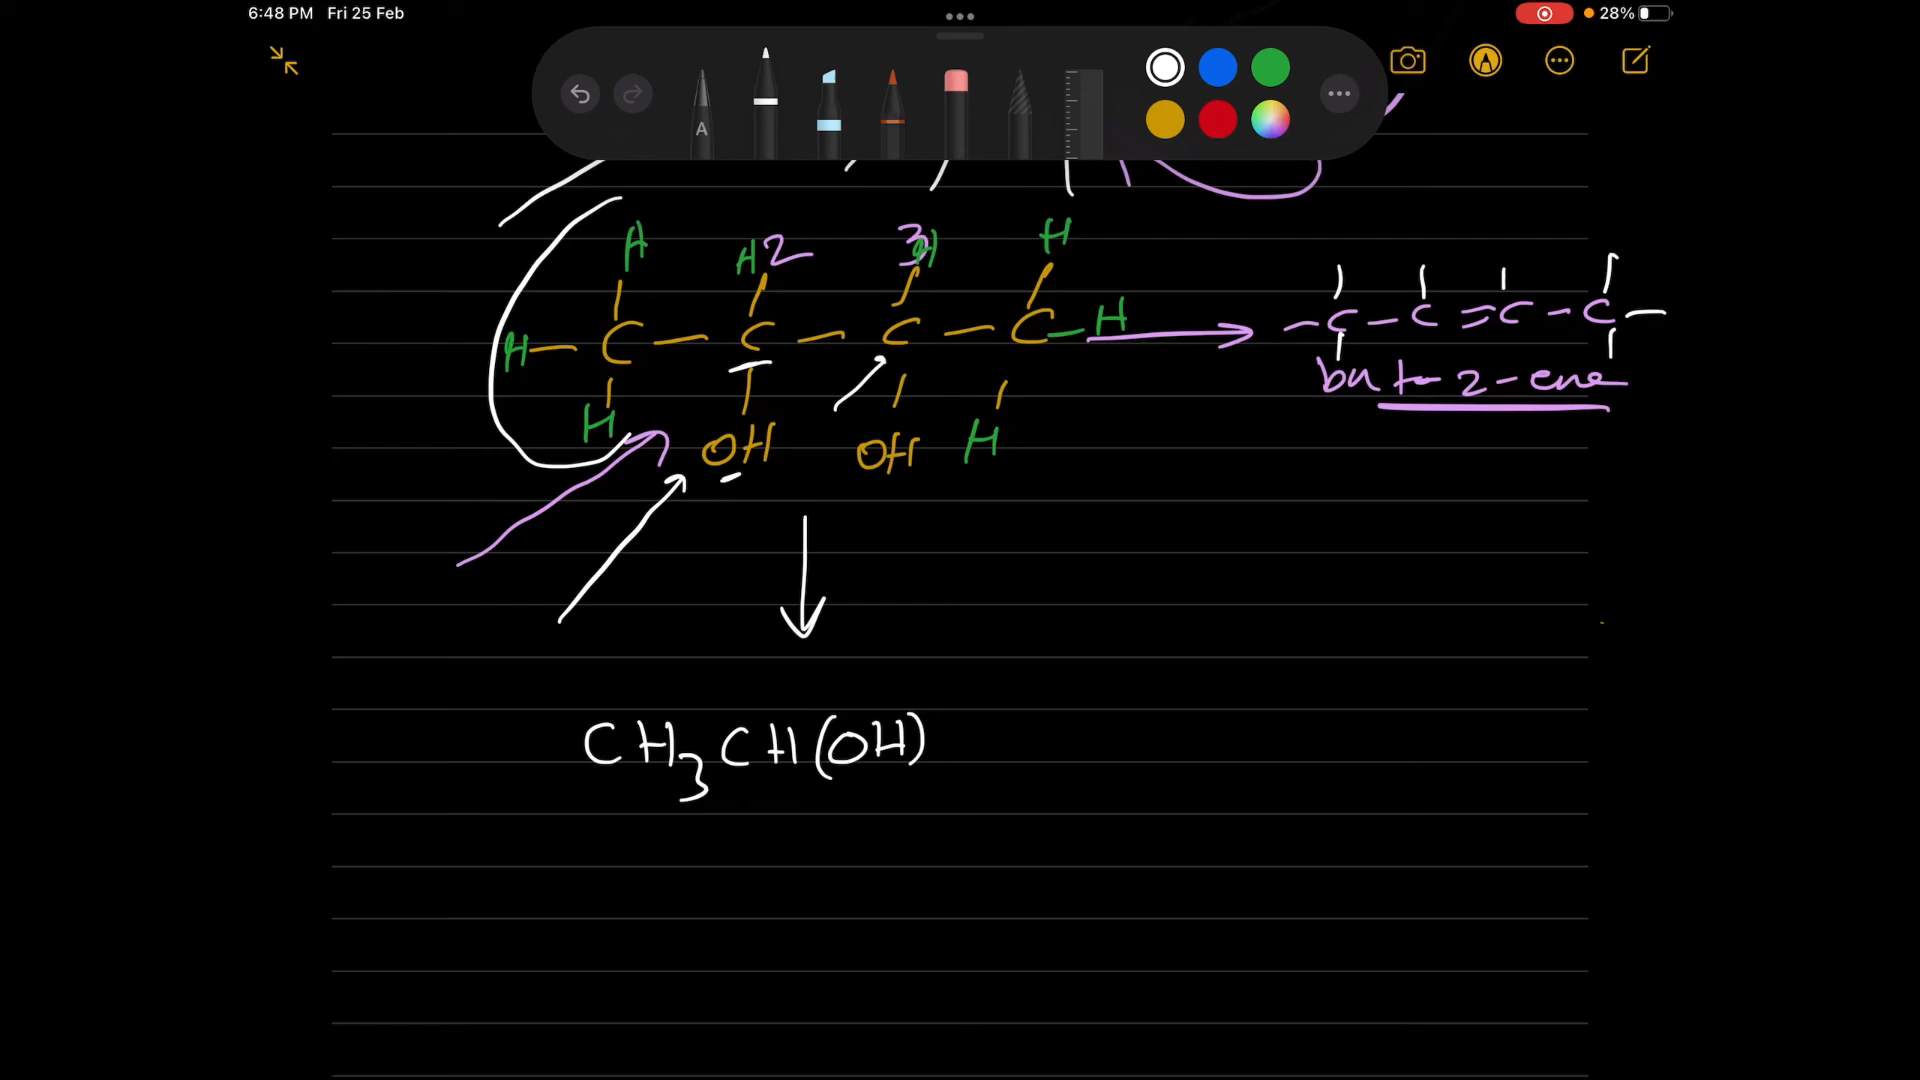 6:48 PM Fri 25 Feb
28%
A
H H 2 3 H H
H - C - C - C - C - H
- C - C = C - C -
but-2-ene
H OH OH H
CH3CH(OH)